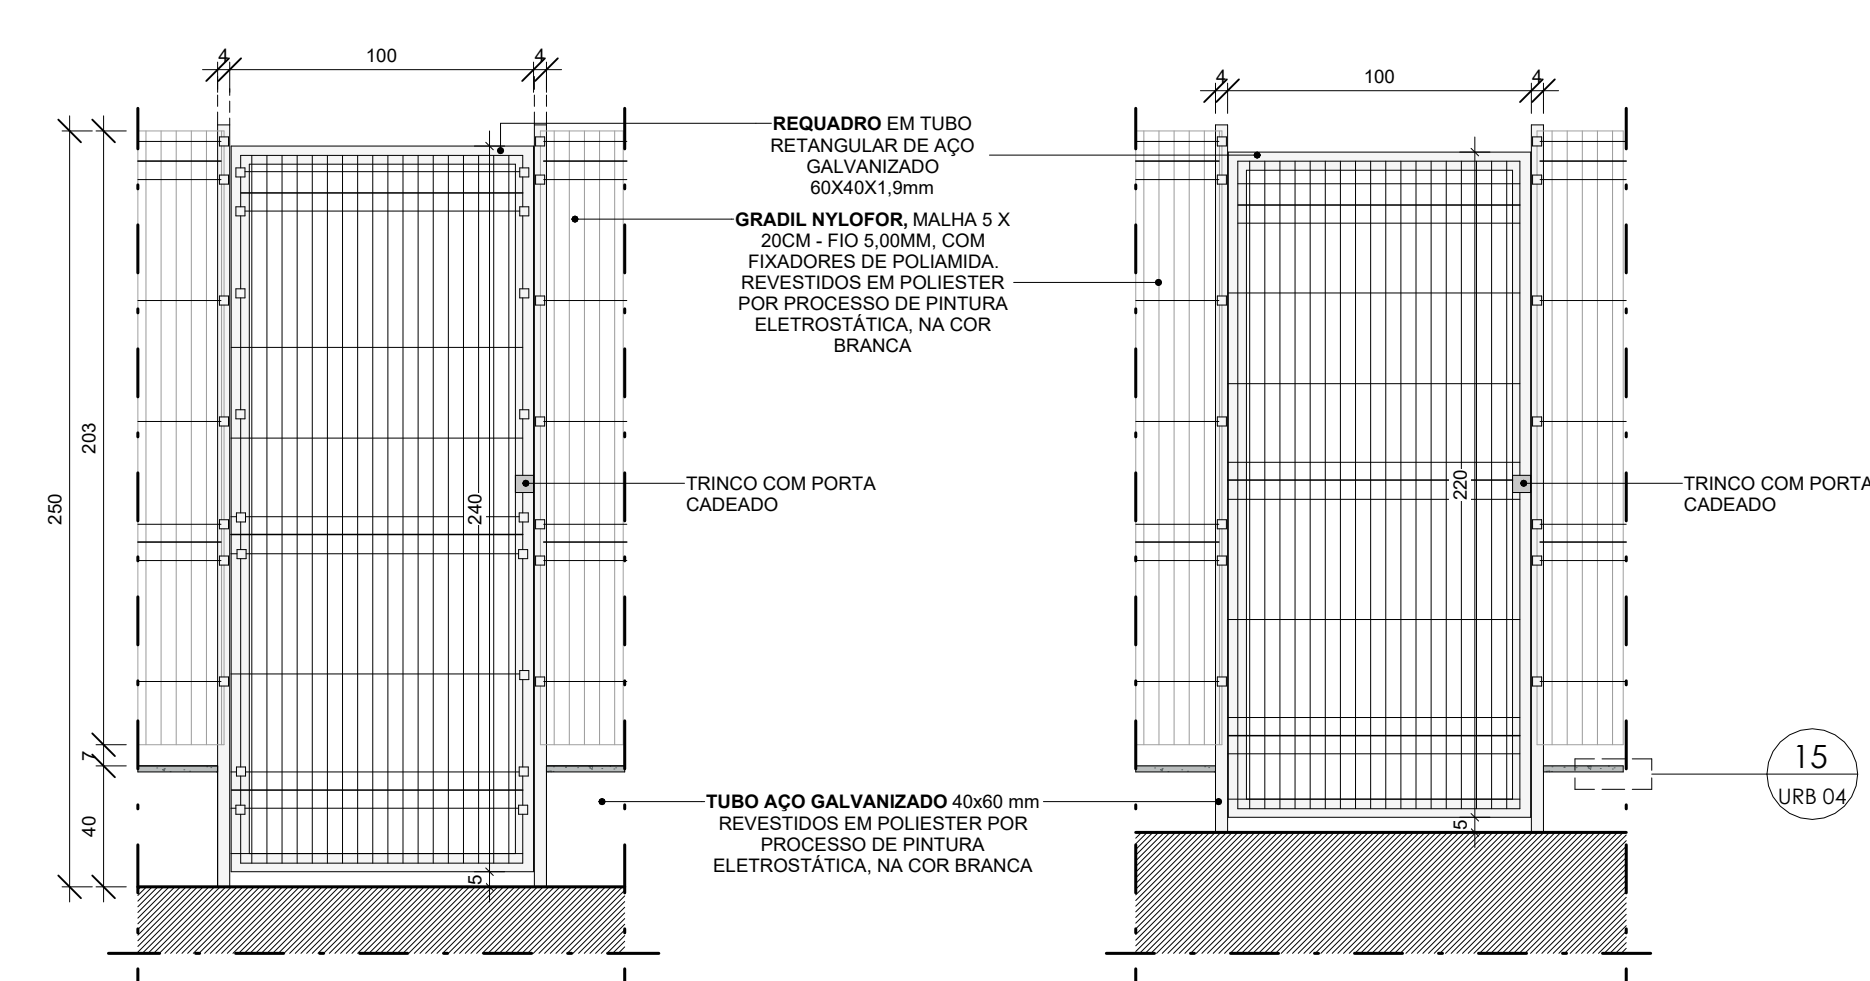 4
100
4
4
100
4
REQUADRO EM TUBO
RETANGULAR DE AÇO
GALVANIZADO
60X40X1,9mm
GRADIL NYLOFOR, MALHA 5 X
20CM - FIO 5,00MM, COM
FIXADORES DE POLIAMIDA.
REVESTIDOS EM POLIESTER
POR PROCESSO DE PINTURA
ELETROSTÁTICA, NA COR
BRANCA
250
203
7
40
240
5
TRINCO COM PORTA
CADEADO
220
5
TRINCO COM PORTA
CADEADO
TUBO AÇO GALVANIZADO 40x60 mm
REVESTIDOS EM POLIESTER POR
PROCESSO DE PINTURA
ELETROSTÁTICA, NA COR BRANCA
15
URB 04